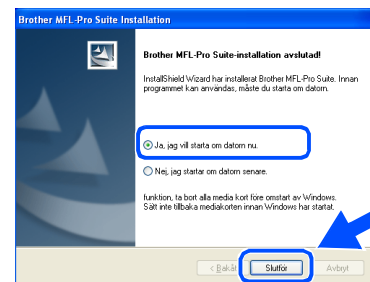 Brother MFL-Pro Suite Installation
Brother MFL-Pro Suite-installation avslutad!
InstallShield Wizard har installerat Brother MFL-Pro Suite. Innan
programmet kan användas, måste du starta om datorn.
Ja, jag vill starta om datorn nu.
Nej, jag startar om datorn senare.
funktion, ta bort alla media kort före omstart av Windows.
Sätt inte tillbaka mediakorten innan Windows har startat.
< Bakåt
Slutför
Avbryt